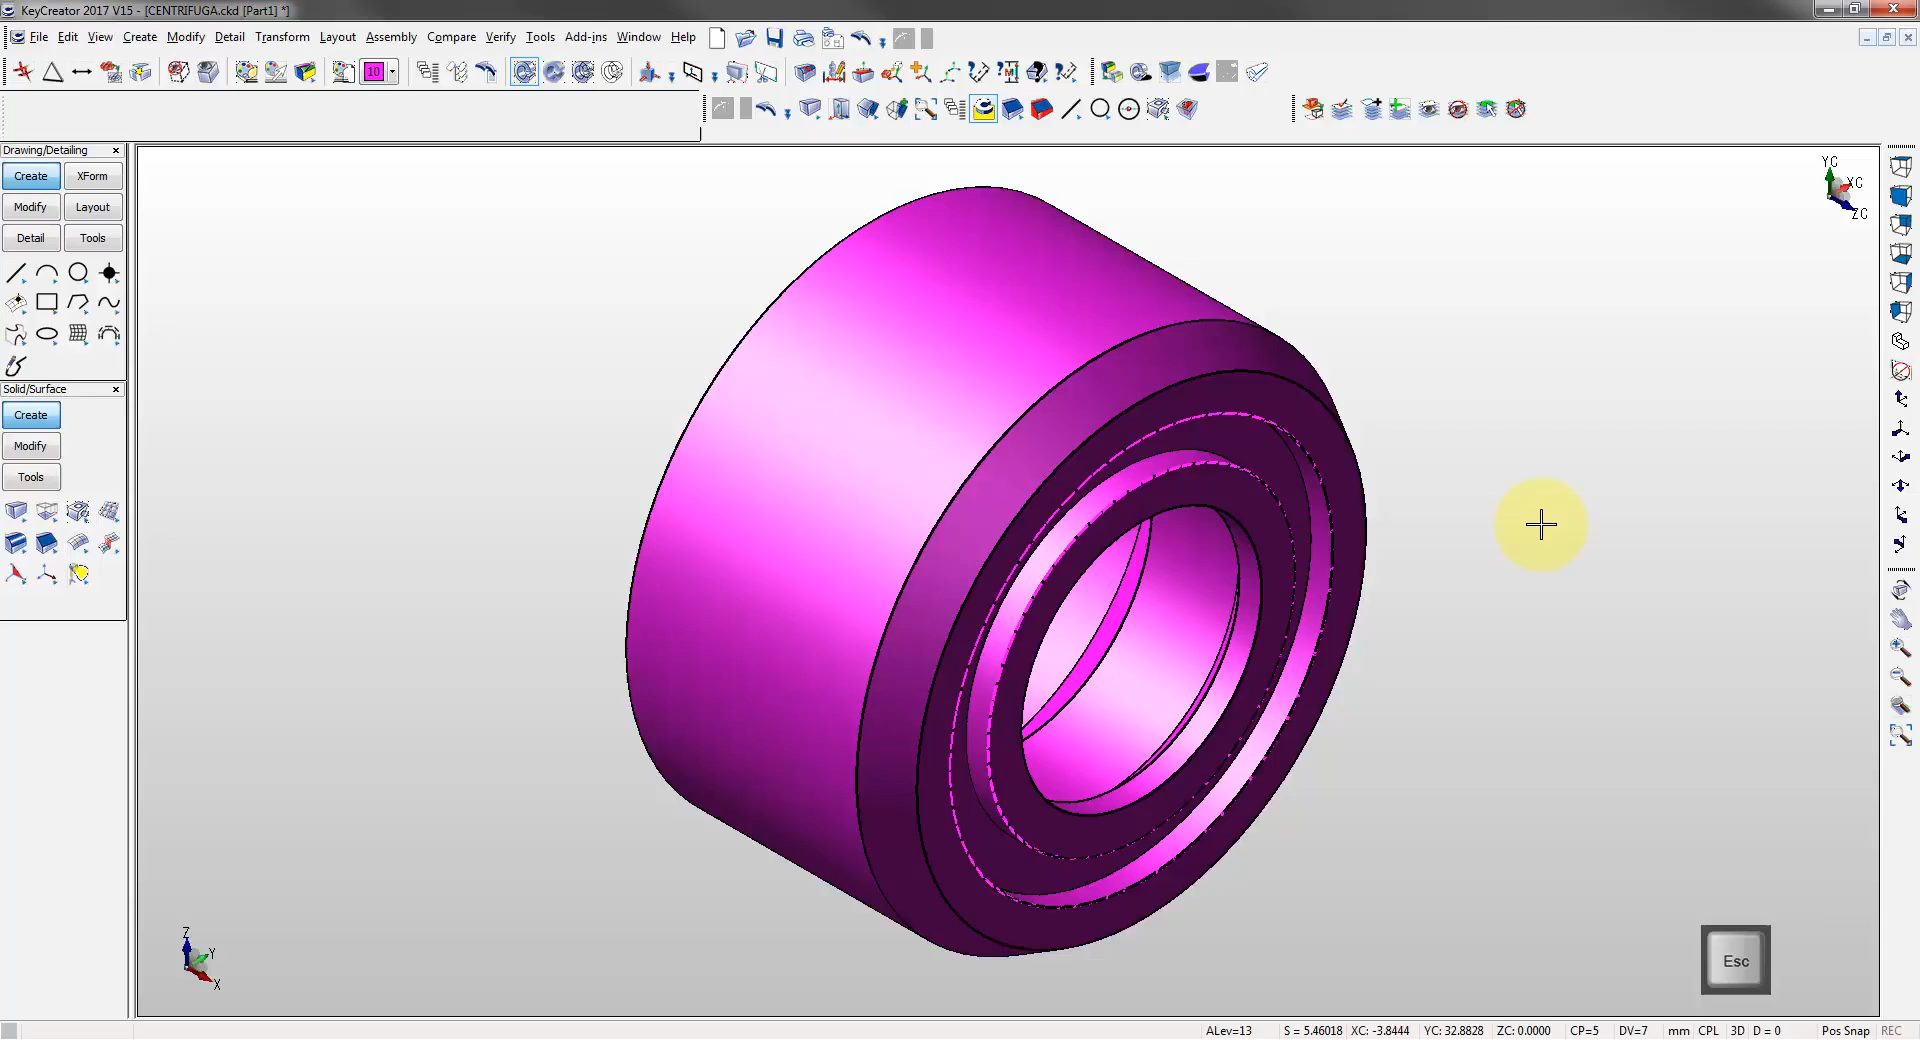 KeyCreator 2017 V15 - [CENTRIFUGA.ckd [Part1] *]
File Edit View Create Modify Detail Transform Layout Assembly Compare Verify Tools Add-ins Window Help
10
Drawing/Detailing
Create XForm
Modify Layout
Detail Tools
Solid/Surface
Create
Modify
Tools
YC
XC
ZC
Z
Y
X
Esc
ALev=13 S = 5.46018 XC: -3.8444 YC: 32.8828 ZC: 0.0000 CP=5 DV=7 mm CPL 3D D = 0 Pos Snap REC